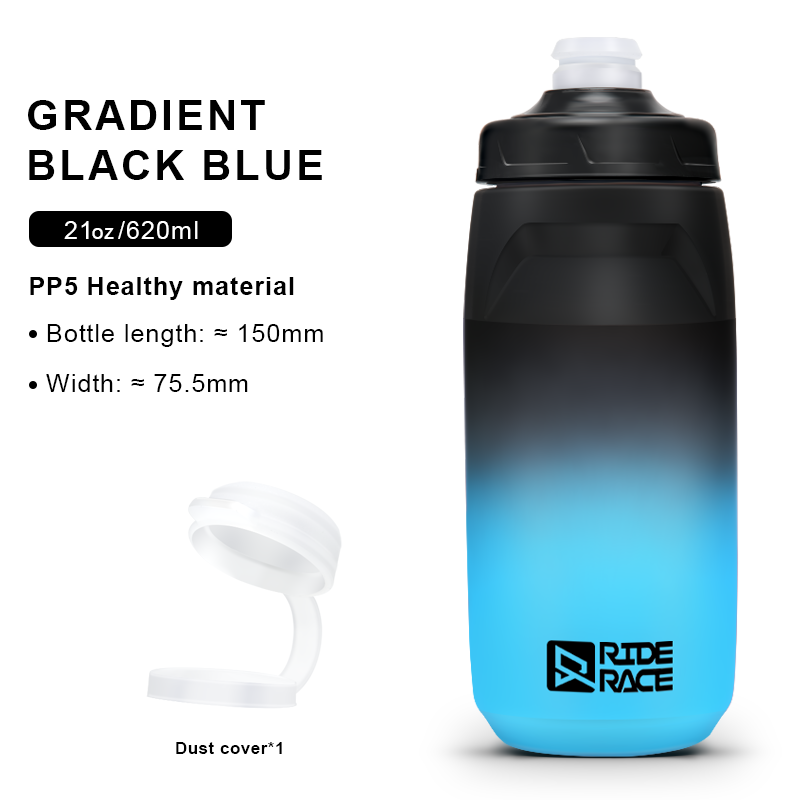 GRADIENT
BLACK BLUE
21oz/620ml
PP5 Healthy material
• Bottle length: ≈ 150mm
• Width: ≈ 75.5mm
RIDE
RACE
Dust cover*1